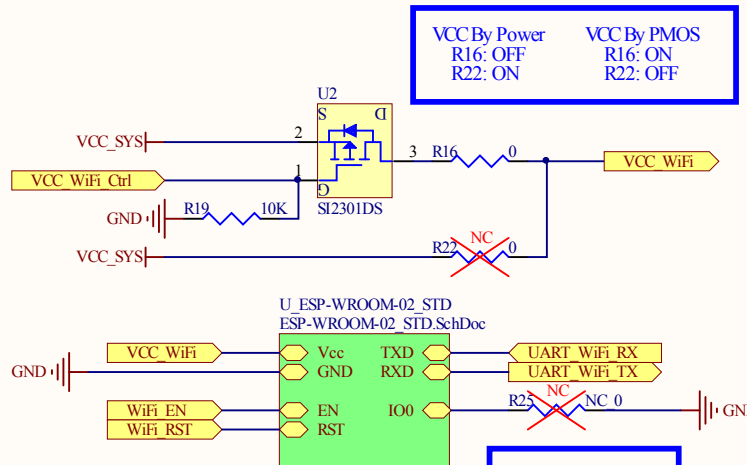 VCC By Power VCC By PMOS
R16: OFF R16: ON
R22: ON R22: OFF
U2
S D
VCC_SYS 2
3 R16 0 VCC_WiFi
VCC_WiFi_Ctrl 1
G
GND R19 10K SI2301DS
NC
VCC_SYS R22 0
U_ESP-WROOM-02_STD
ESP-WROOM-02_STD.SchDoc
VCC_WiFi Vcc TXD UART_WiFi_RX
GND GND RXD UART_WiFi_TX
NC
WiFi_EN EN IO0 R25 NC_0 GN
WiFi_RST RST